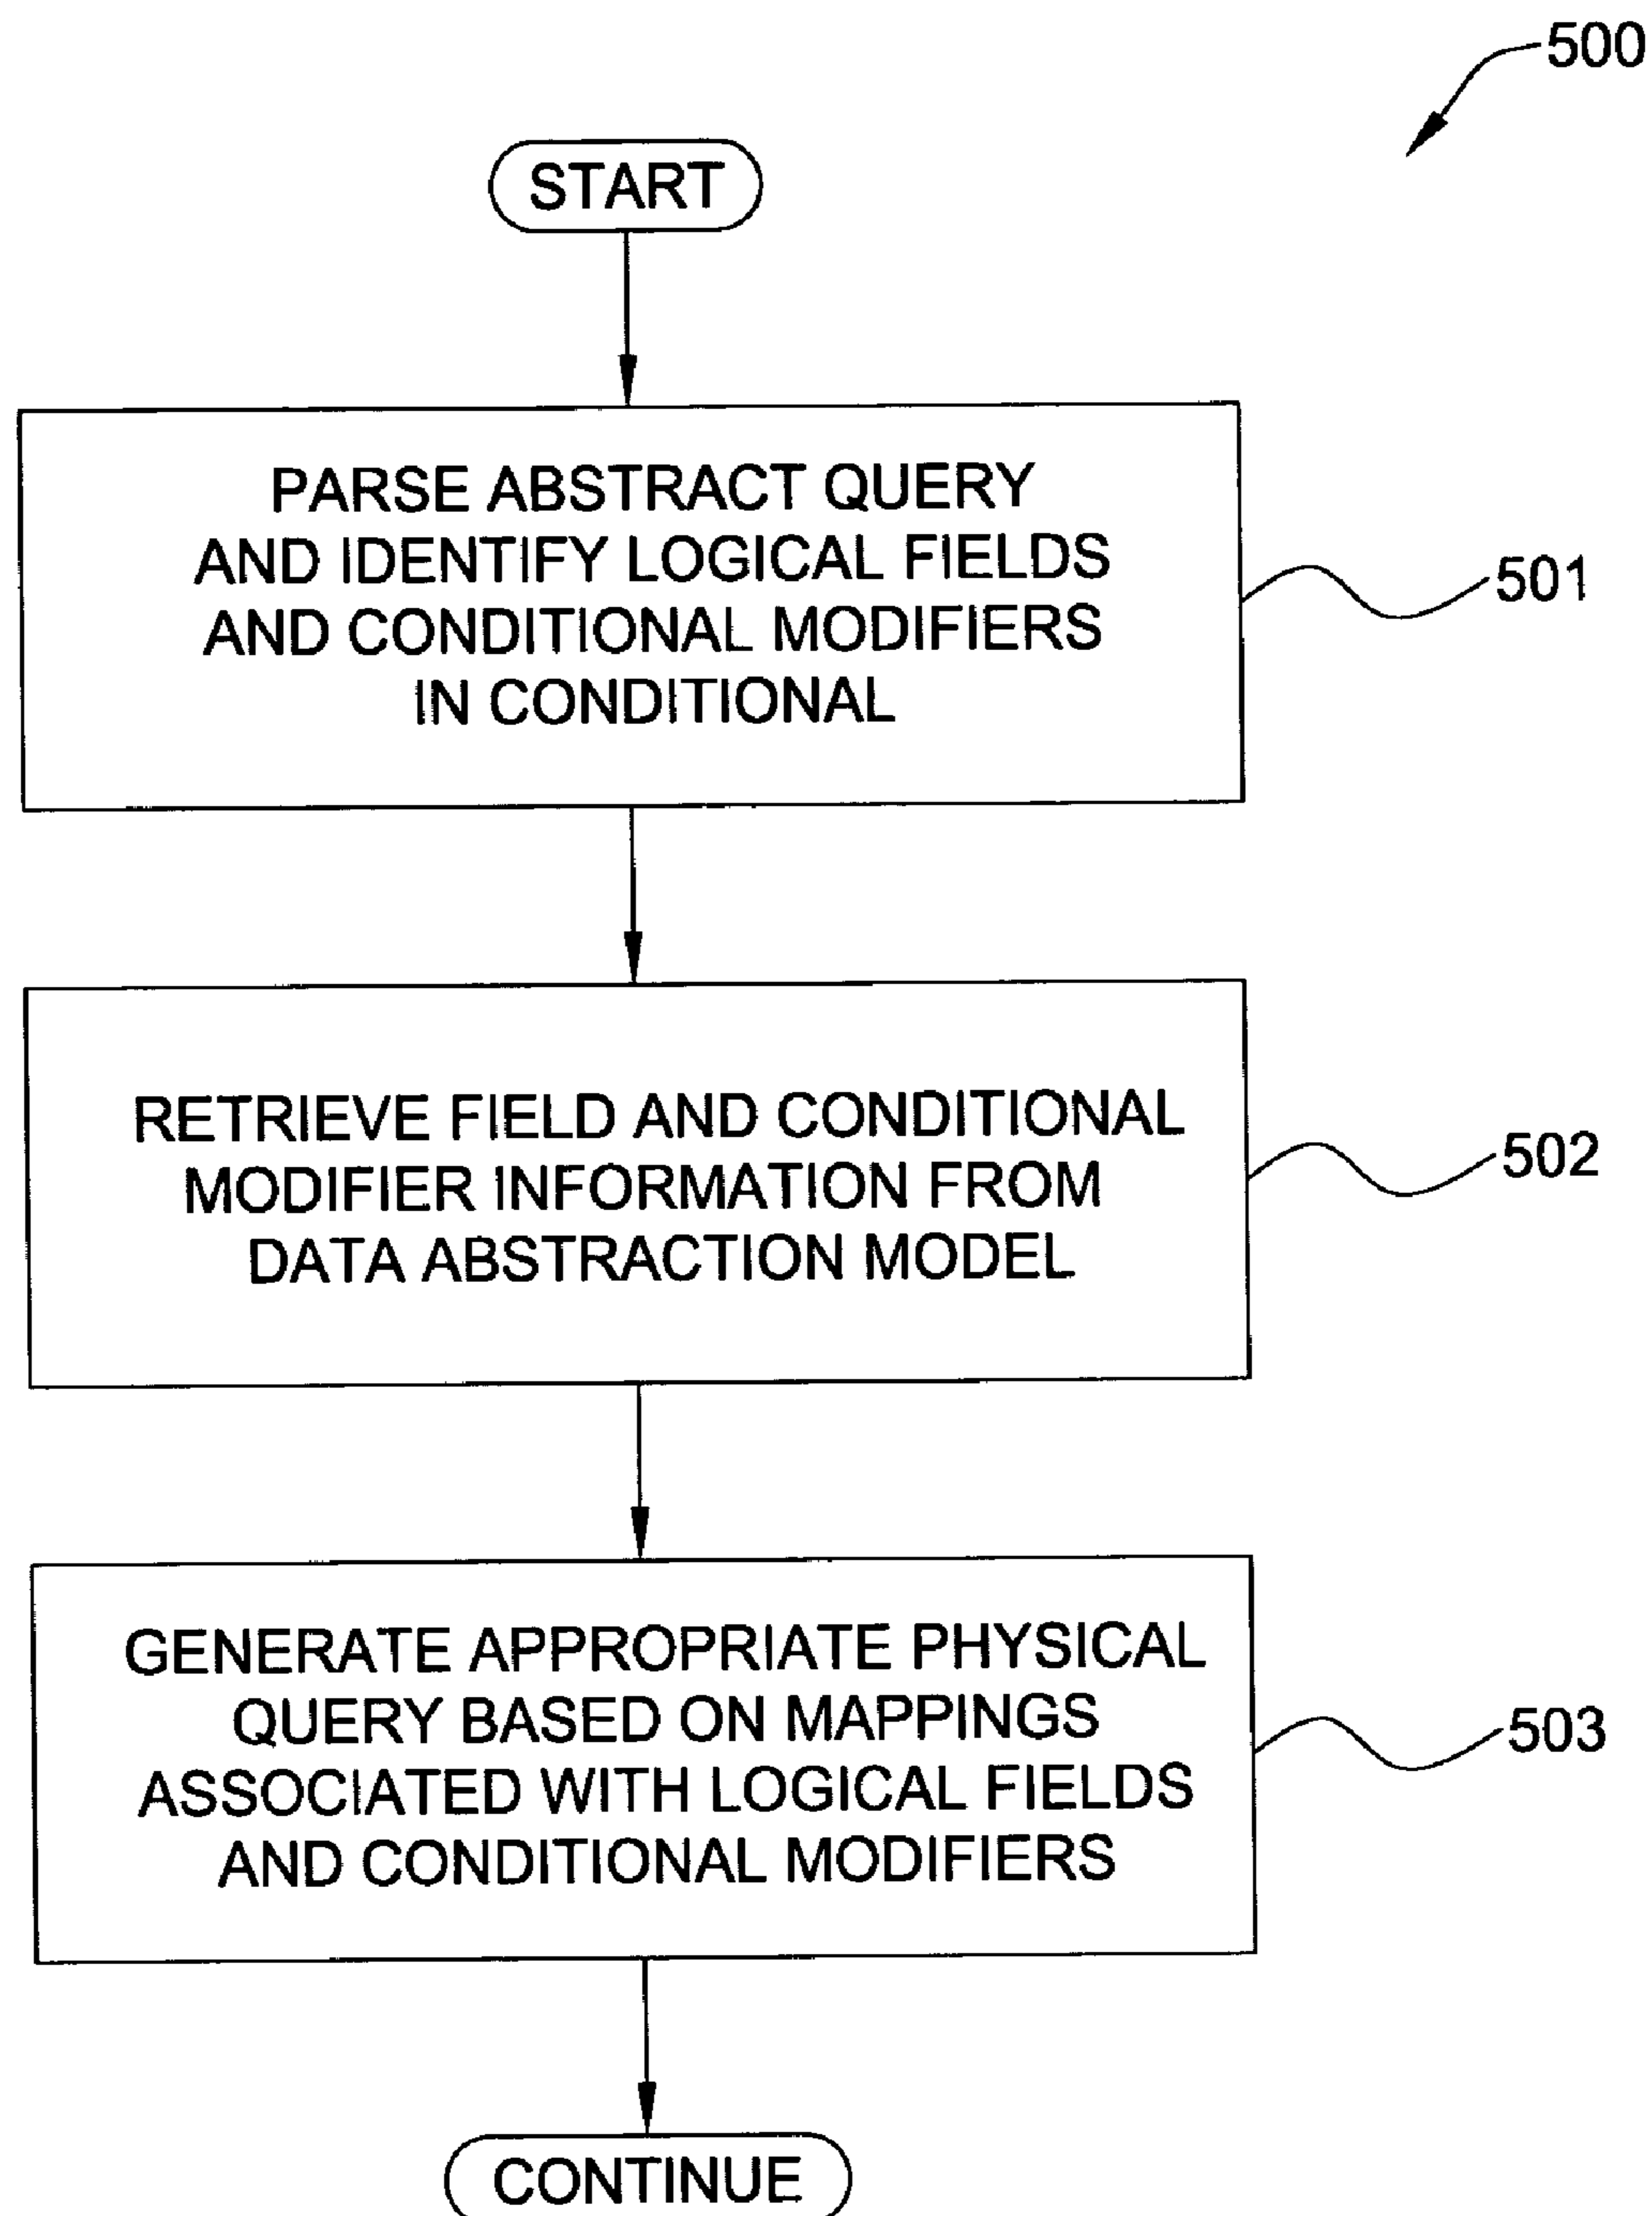 500
START
PARSE ABSTRACT QUERY
AND IDENTIFY LOGICAL FIELDS
AND CONDITIONAL MODIFIERS
IN CONDITIONAL
501
RETRIEVE FIELD AND CONDITIONAL
MODIFIER INFORMATION FROM
DATA ABSTRACTION MODEL
502
GENERATE APPROPRIATE PHYSICAL
QUERY BASED ON MAPPINGS
ASSOCIATED WITH LOGICAL FIELDS
AND CONDITIONAL MODIFIERS
503
CONTINUE